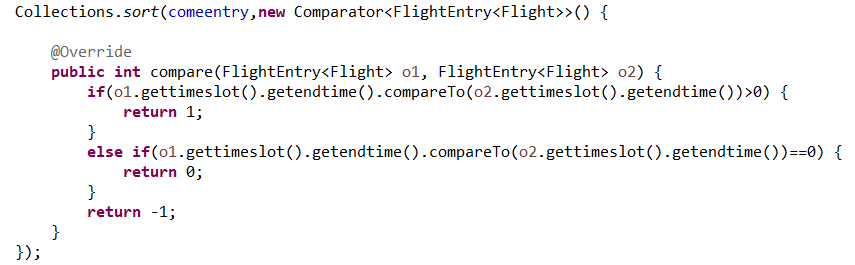 Collections.sort(comeentry,new Comparator<FlightEntry<Flight>>() {
@Override
public int compare(FlightEntry<Flight> o1, FlightEntry<Flight> o2) {
if(o1.gettimeslot().getendtime().compareTo(o2.gettimeslot().getendtime())>0) {
return 1;
}
else if(o1.gettimeslot().getendtime().compareTo(o2.gettimeslot().getendtime())==0) {
return 0;
}
return -1;
}
});